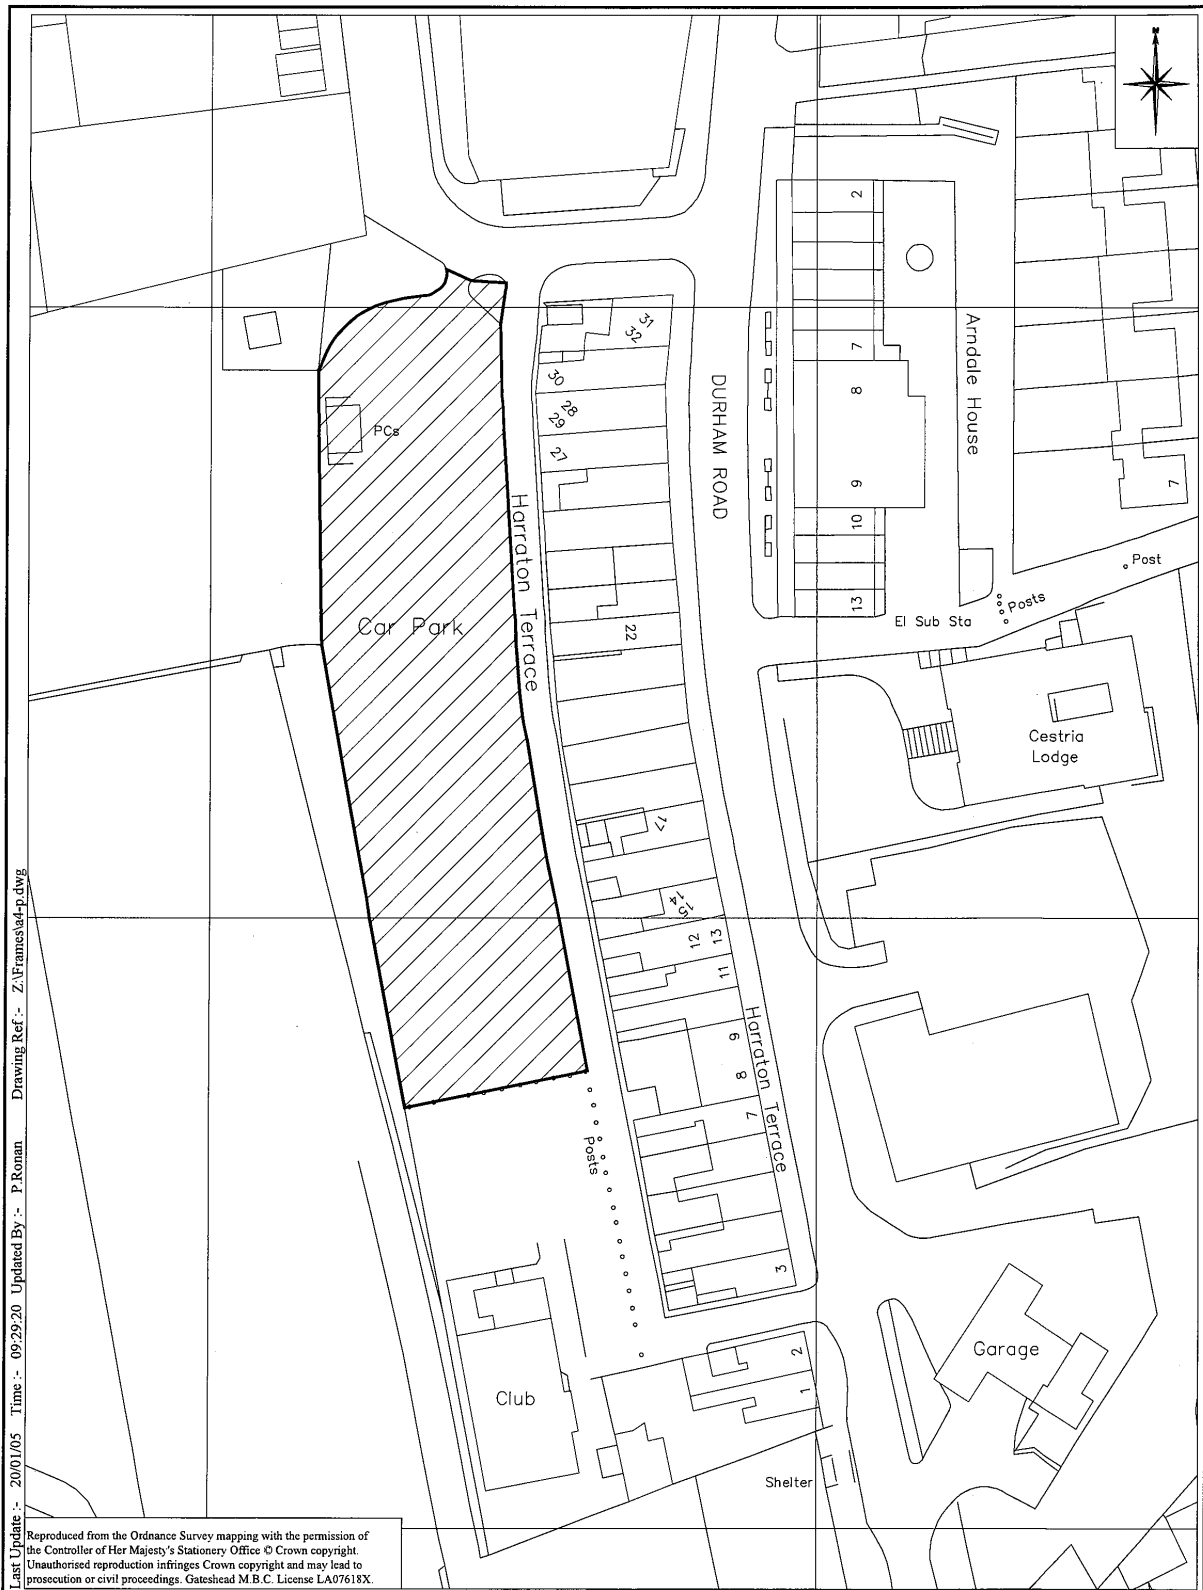 N
2
31
32
7
8
Arndale House
30
28
29
27
DURHAM ROAD
9
7
PCs
10
Harraton Terrace
Post
13
Posts
El Sub Sta
Car Park
22
Cestria
Lodge
17
14
15
13
12
11
Harraton Terrace
9
8
7
Posts
3
Garage
2
1
Club
Shelter
Last Update :- 20/01/05 Time :- 09:29:20 Updated By :- P.Ronan Drawing Ref :- Z:\Frames\a4-p.dwg
Reproduced from the Ordnance Survey mapping with the permission of
the Controller of Her Majesty's Stationery Office © Crown copyright.
Unauthorised reproduction infringes Crown copyright and may lead to
prosecution or civil proceedings. Gateshead M.B.C. License LA07618X.